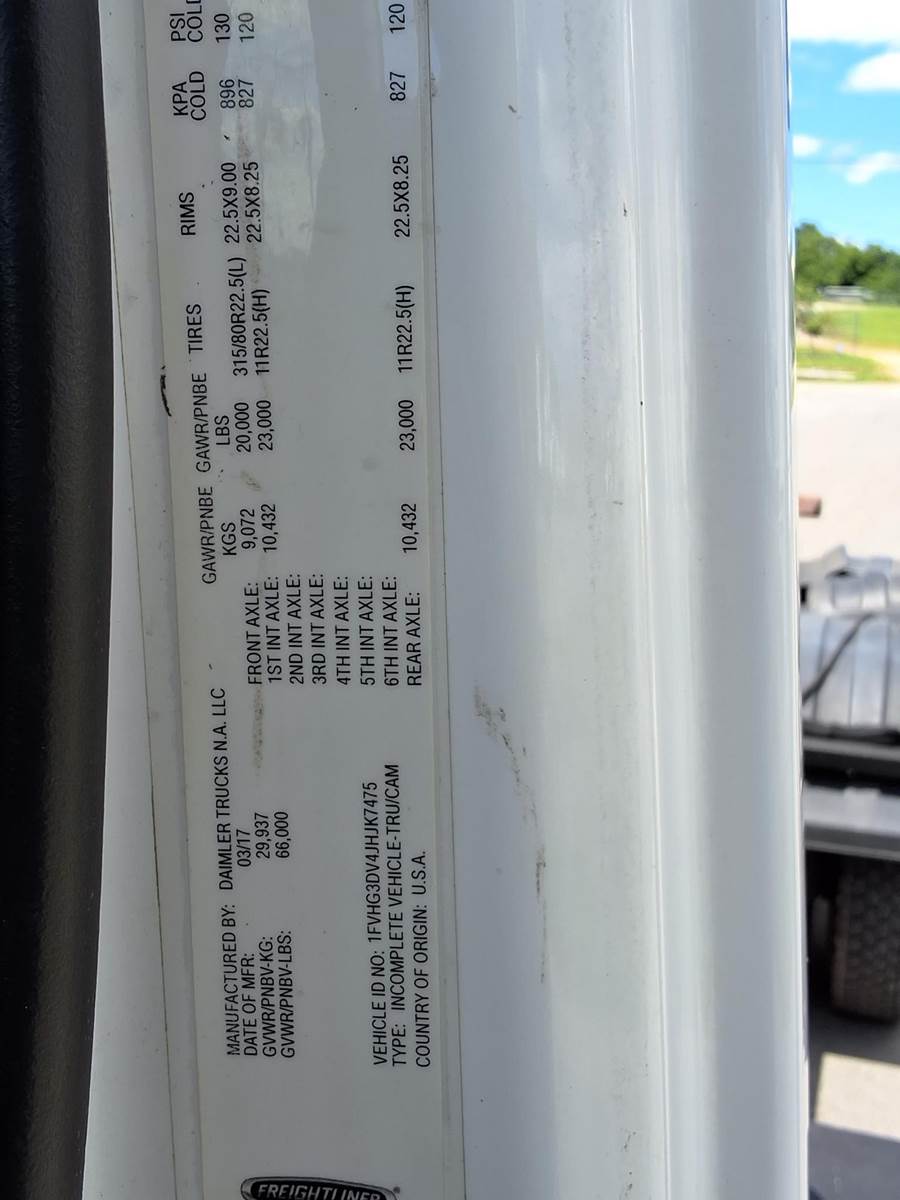 FREIGHTLINER
MANUFACTURED BY: DAIMLER TRUCKS N.A. LLC
DATE OF MFR: 03/17
GVWR/PNBV-KG: 29,937
GVWR/PNBV-LBS: 66,000
VEHICLE ID NO: 1FVHG3DV4JHJK7475
TYPE: INCOMPLETE VEHICLE-TRU/CAM
COUNTRY OF ORIGIN: U.S.A.
GAWR/PNBE GAWR/PNBE TIRES RIMS KPA PSI
KGS LBS COLD COLD
FRONT AXLE: 9,072 20,000 315/80R22.5(L) 22.5X9.00 896 130
1ST INT AXLE: 10,432 23,000 11R22.5(H) 22.5X8.25 827 120
2ND INT AXLE:
3RD INT AXLE:
4TH INT AXLE:
5TH INT AXLE:
6TH INT AXLE:
REAR AXLE: 10,432 23,000 11R22.5(H) 22.5X8.25 827 120